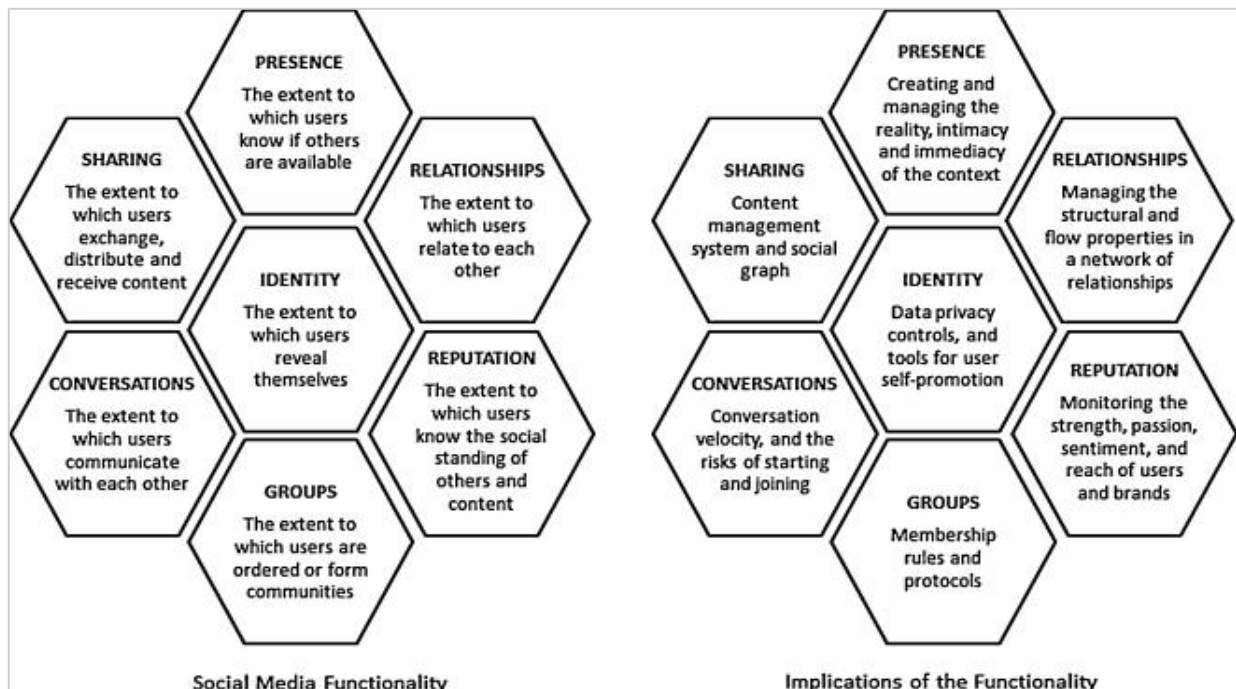 PRESENCE
The extent to
which users
know if others
are available
SHARING
The extent to
which users
exchange,
distribute and
receive content
RELATIONSHIPS
The extent to
which users
relate to each
other
IDENTITY
The extent to
which users
reveal
themselves
CONVERSATIONS
The extent to
which users
communicate
with each other
REPUTATION
The extent to
which users
know the social
standing of
others and
content
GROUPS
The extent to
which users are
ordered or form
communities
Social Media Functionality
PRESENCE
Creating and
managing the
reality, intimacy
and immediacy
of the context
SHARING
Content
management
system and social
graph
RELATIONSHIPS
Managing the
structural and
flow properties in
a network of
relationships
IDENTITY
Data privacy
controls, and
tools for user
self-promotion
CONVERSATIONS
Conversation
velocity, and the
risks of starting
and joining
REPUTATION
Monitoring the
strength, passion,
sentiment, and
reach of users
and brands
GROUPS
Membership
rules and
protocols
Implications of the Functionality